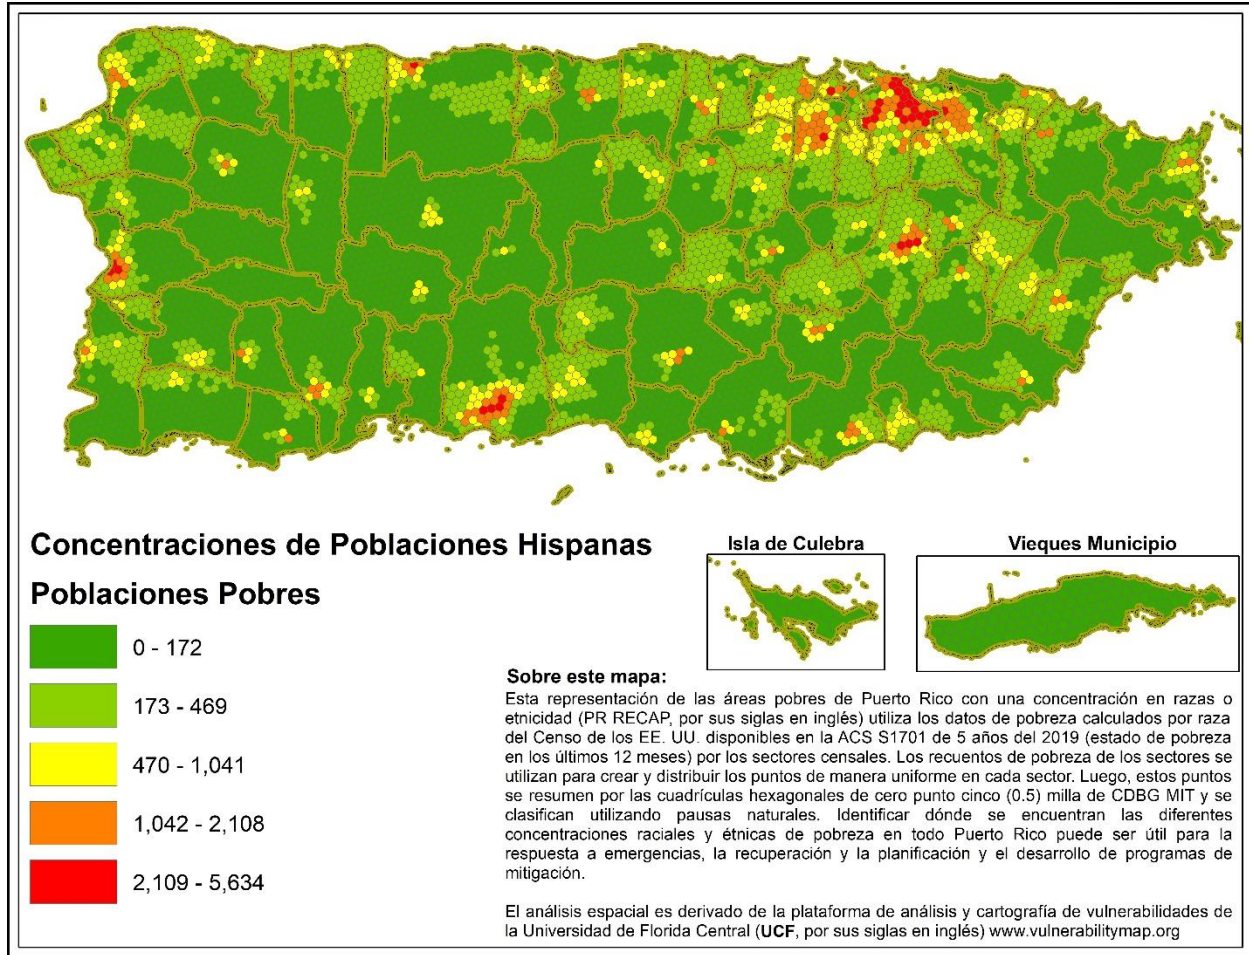 Concentraciones de Poblaciones Hispanas
Poblaciones Pobres
0 - 172
173 - 469
470 - 1,041
1,042 - 2,108
2,109 - 5,634
Isla de Culebra
Vieques Municipio
Sobre este mapa:
Esta representación de las áreas pobres de Puerto Rico con una concentración en razas o
etnicidad (PR RECAP, por sus siglas en inglés) utiliza los datos de pobreza calculados por raza
del Censo de los EE. UU. disponibles en la ACS S1701 de 5 años del 2019 (estado de pobreza
en los últimos 12 meses) por los sectores censales. Los recuentos de pobreza de los sectores se
utilizan para crear y distribuir los puntos de manera uniforme en cada sector. Luego, estos puntos
se resumen por las cuadrículas hexagonales de cero punto cinco (0.5) milla de CDBG MIT y se
clasifican utilizando pausas naturales. Identificar dónde se encuentran las diferentes
concentraciones raciales y étnicas de pobreza en todo Puerto Rico puede ser útil para la
respuesta a emergencias, la recuperación y la planificación y el desarrollo de programas de
mitigación.
El análisis espacial es derivado de la plataforma de análisis y cartografía de vulnerabilidades de
la Universidad de Florida Central (UCF, por sus siglas en inglés) www.vulnerabilitymap.org